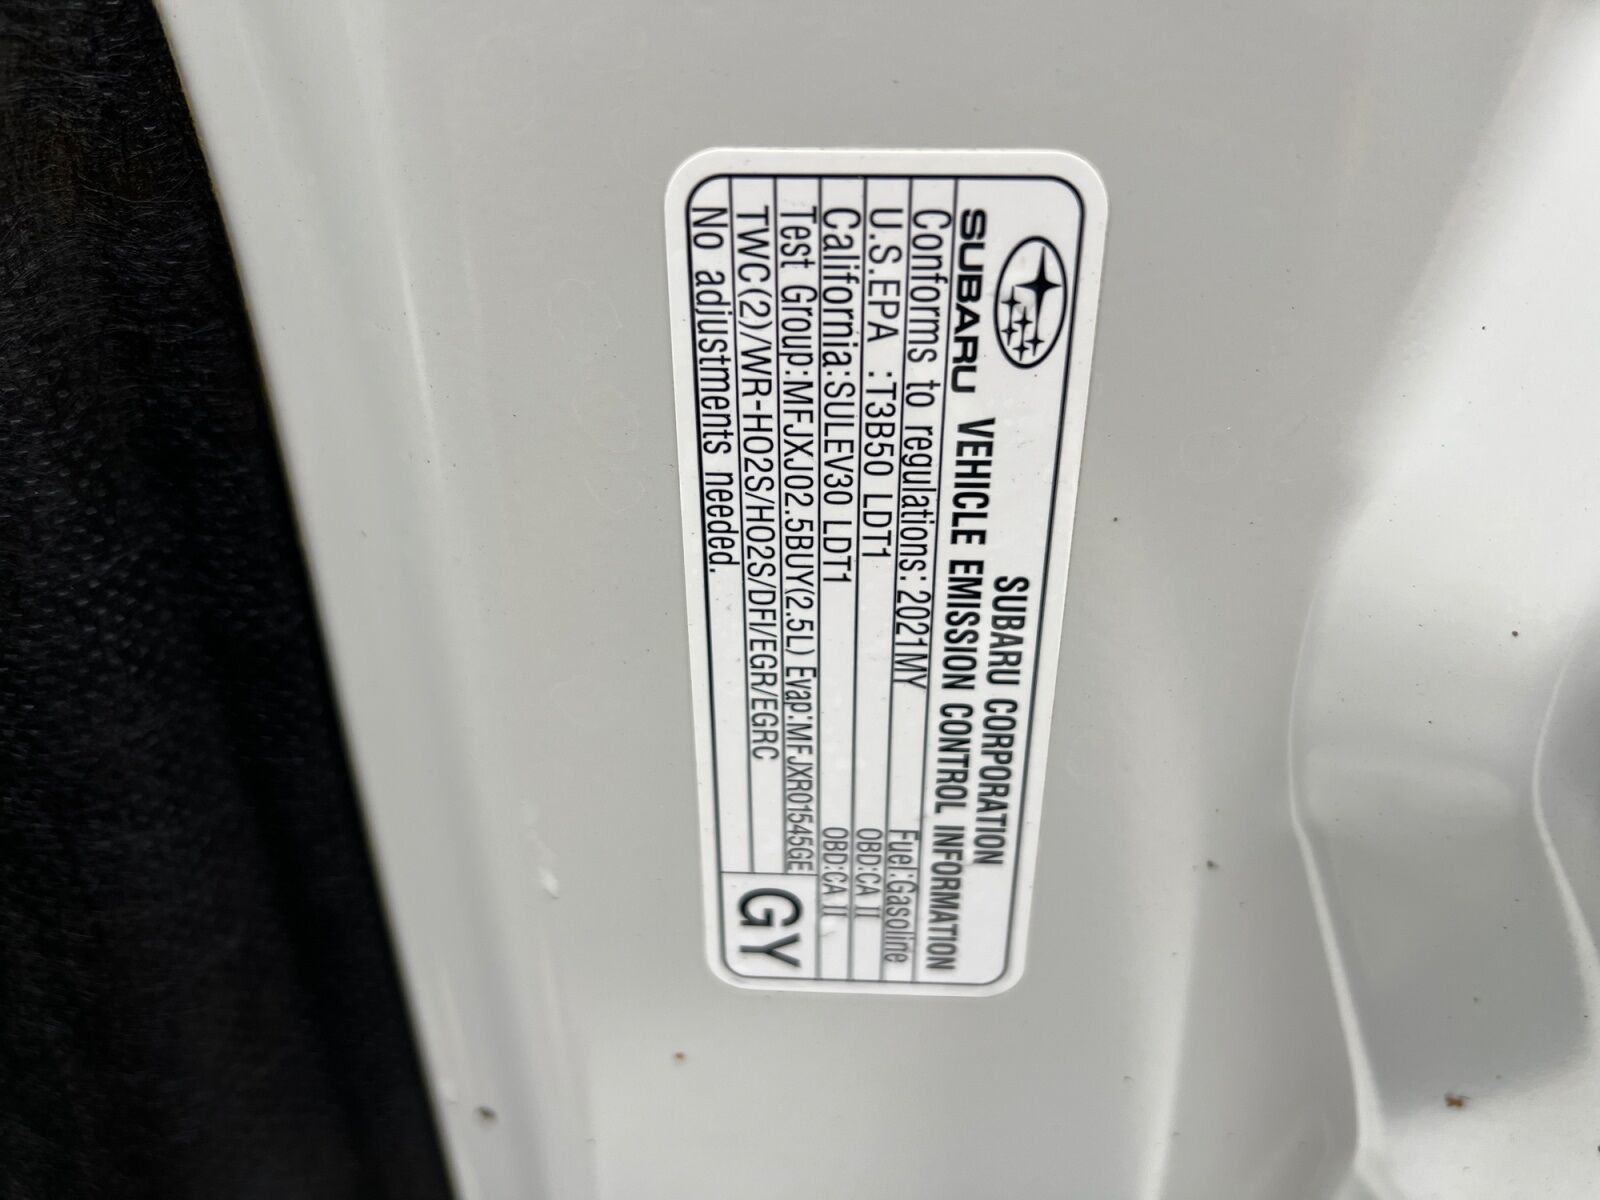 SUBARU CORPORATION
SUBARU VEHICLE EMISSION CONTROL INFORMATION
Conforms to regulations:2021MY Fuel:Gasoline
U.S.EPA :T3B50 LDT1 OBD:CA II
California:SULEV30 LDT1 OBD:CA II
Test Group:MFJXJ02.5BUY(2.5L) Evap:MFJXR01545GE
TWC(2)/WR-HO2S/HO2S/DFI/EGR/EGRC
No adjustments needed.
GY